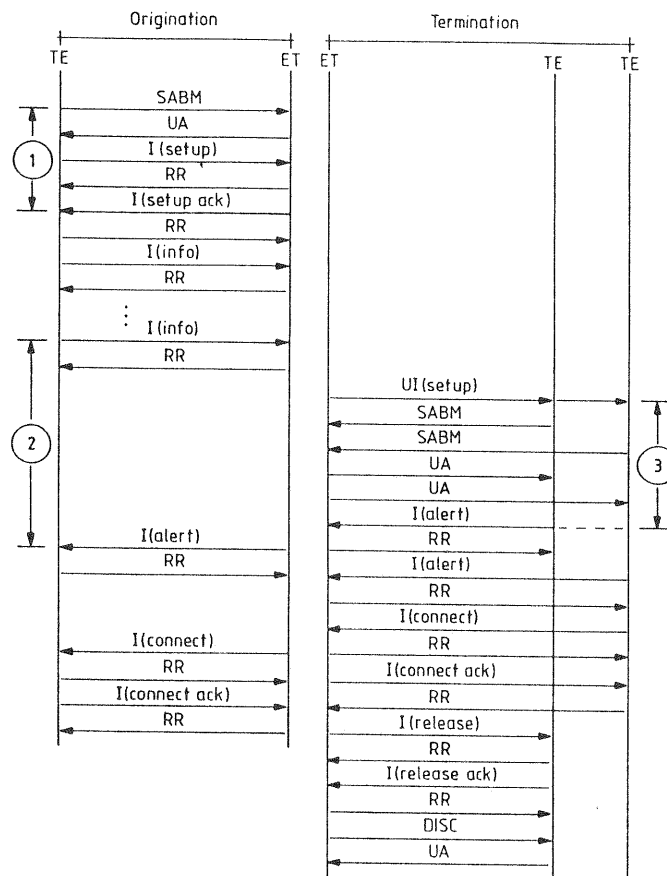 Origination
Termination
TE
ET
ET
TE
TE
SABM
UA
I (setup)
RR
I(setup ack)
RR
I(info)
RR
I(info)
RR
I(alert)
RR
I(connect)
RR
I(connect ack)
RR
1
2
UI(setup)
SABM
SABM
UA
UA
I(alert)
RR
I(alert)
RR
I(connect)
RR
I(connect ack)
RR
I(release)
RR
I(release ack)
RR
DISC
UA
3